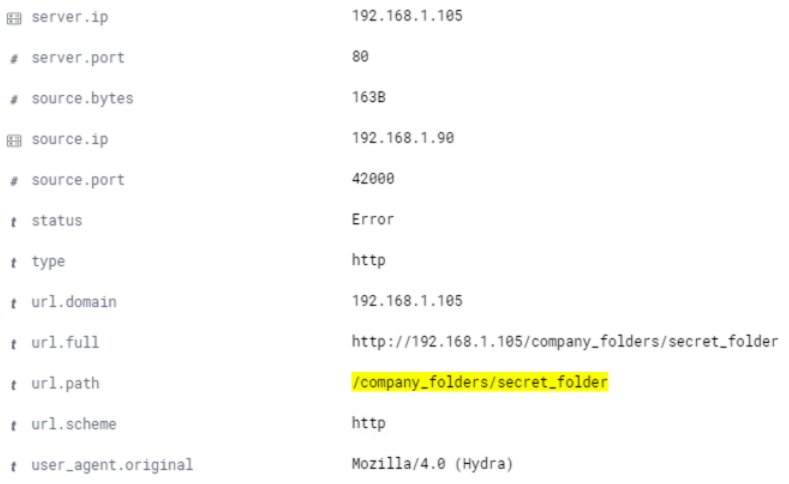 server.ip 192.168.1.105
# server.port 80
# source.bytes 163B
source.ip 192.168.1.90
# source.port 42000
t status Error
t type http
t url.domain 192.168.1.105
t url.full http://192.168.1.105/company_folders/secret_folder
t url.path /company_folders/secret_folder
t url.scheme http
t user_agent.original Mozilla/4.0 (Hydra)